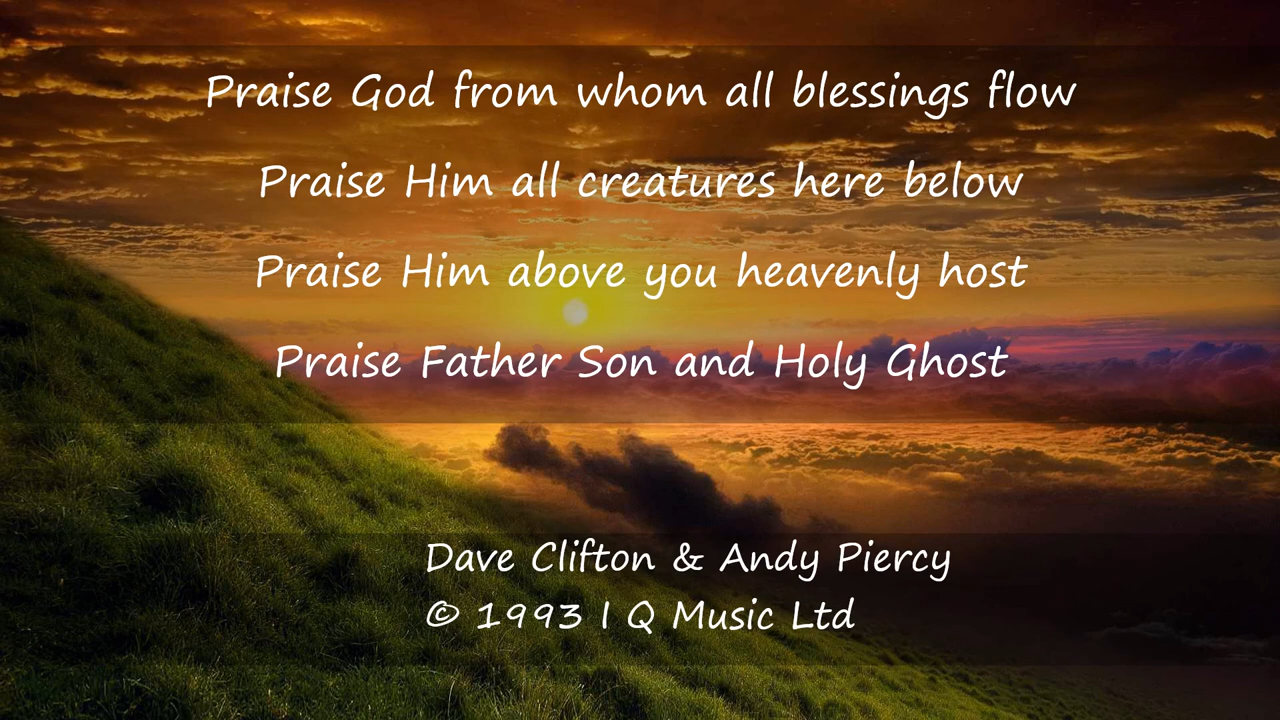 Praise God from whom all blessings flow
Praise Him all creatures here below
Praise Him above you heavenly host
Praise Father Son and Holy Ghost
Dave Clifton & Andy Piercy
© 1993 I Q Music Ltd